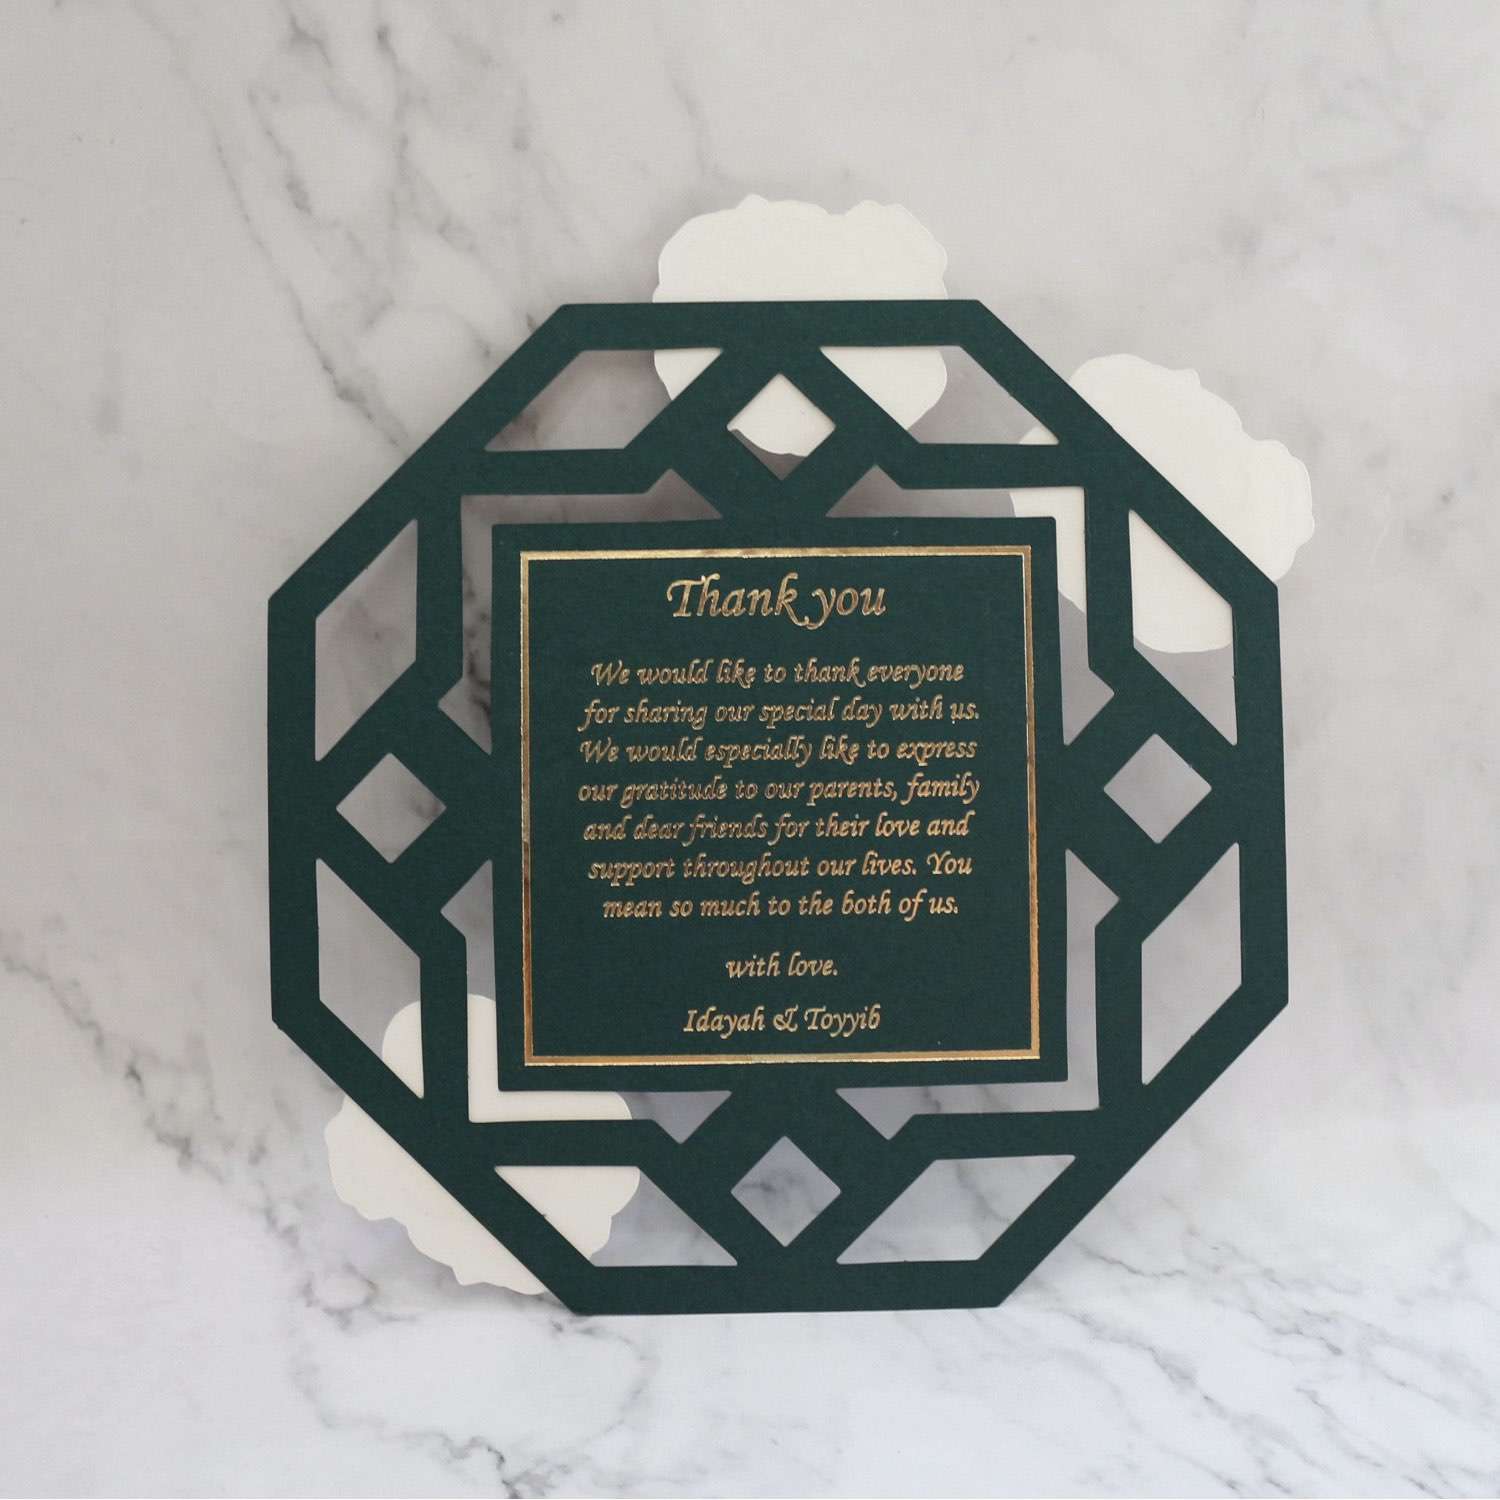 Thank you
We would like to thank everyone
for sharing our special day with us.
We would especially like to express
our gratitude to our parents, family
and dear friends for their love and
support throughout our lives. You
mean so much to the both of us.
with love.
Idayah & Toyyib